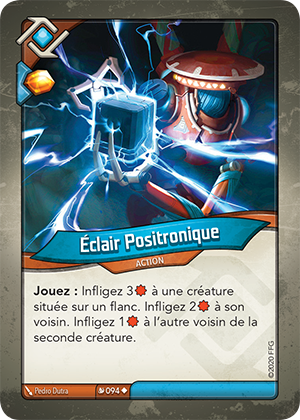 Éclair Positronique
ACTION
Jouez : Infligez 3 à une créature
située sur un flanc. Infligez 2 à son
voisin. Infligez 1 à l'autre voisin de la
seconde créature.
©2020 FFG
Pedro Dutra
094